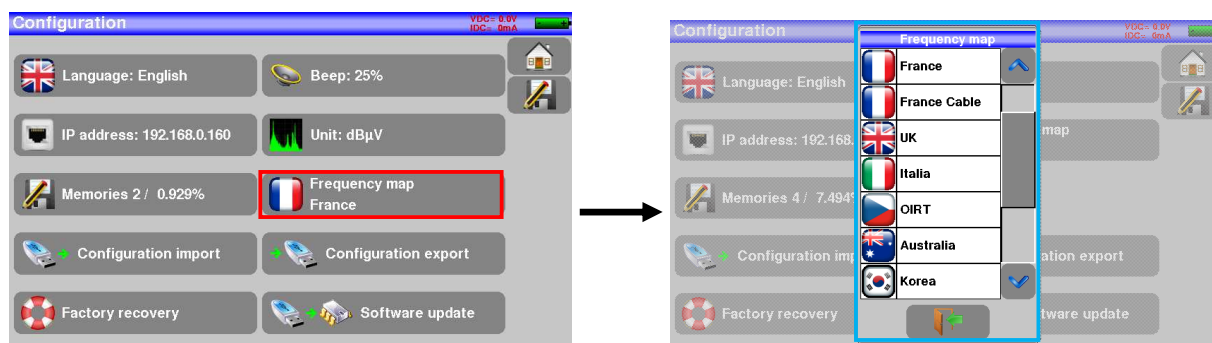 Configuration
VDC= 0.0V
IDC= 0mA
Language: English
Beep: 25%
IP address: 192.168.0.160
Unit: dBµV
Memories 2 / 0.929%
Frequency map
France
Configuration import
Configuration export
Factory recovery
Software update
Configuration
VDC= 0.0V
IDC= 0mA
Frequency map
France
France Cable
UK
Italia
OIRT
Australia
Korea
Language: English
IP address: 192.168.
map
Memories 4 / 7.494%
Configuration imp
ation export
Factory recovery
tware update